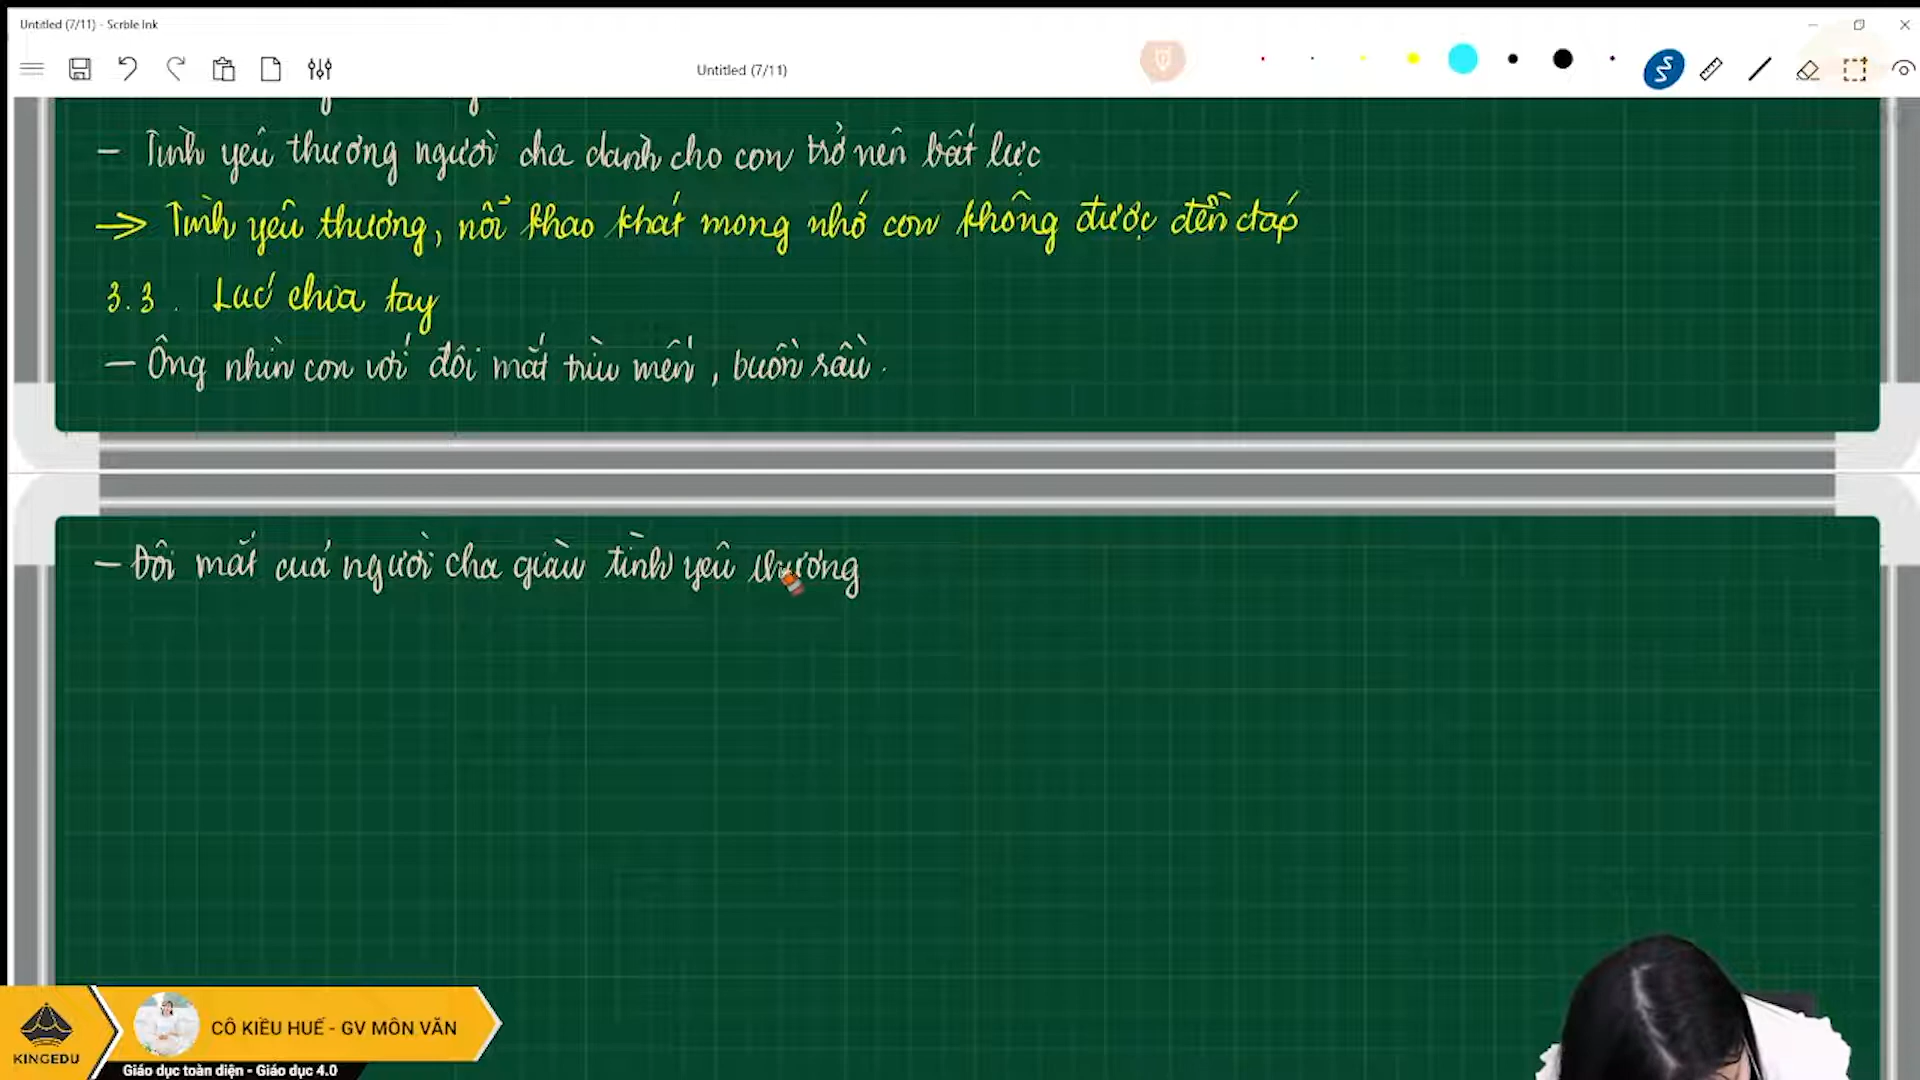 Untitled (7/11) - Scrble Ink
Untitled (7/11)
- Tình yêu thương người cha dành cho con trở nên bất lực
=> Tình yêu thương, nỗi khao khát mong nhớ con không được đền đáp
3.3. Lúc chia tay
- Ông nhìn con với đôi mắt trìu mến, buồn rầu.
- Đôi mắt của người cha giàu tình yêu thương
CÔ KIỀU HUẾ - GV MÔN VĂN
KINGEDU
Giáo dục toàn diện - Giáo dục 4.0